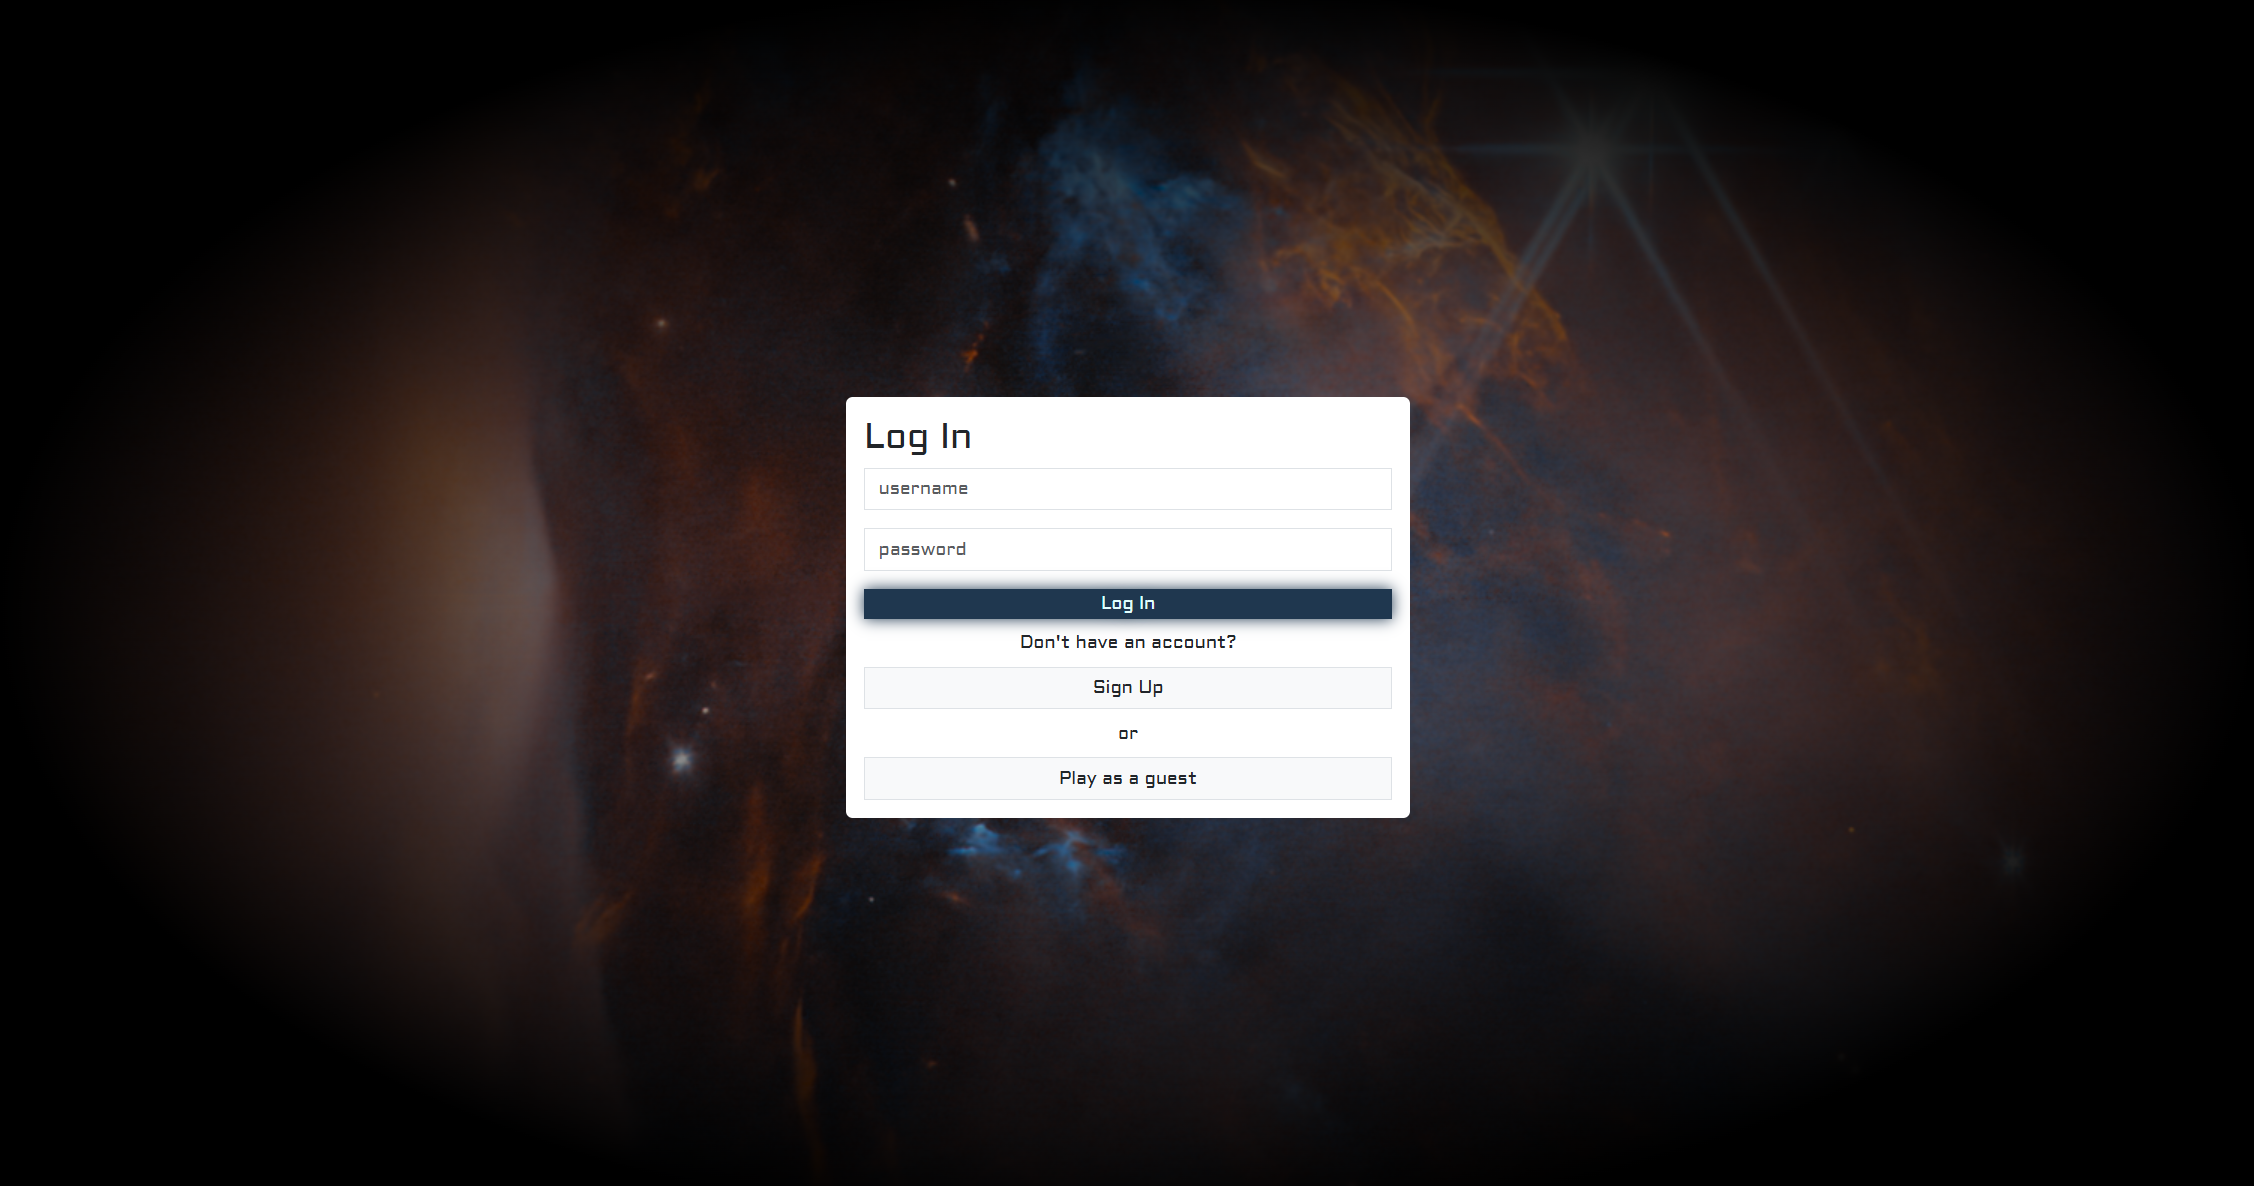 Log In
username
password
Log In
Don't have an account?
Sign Up
or
Play as a guest